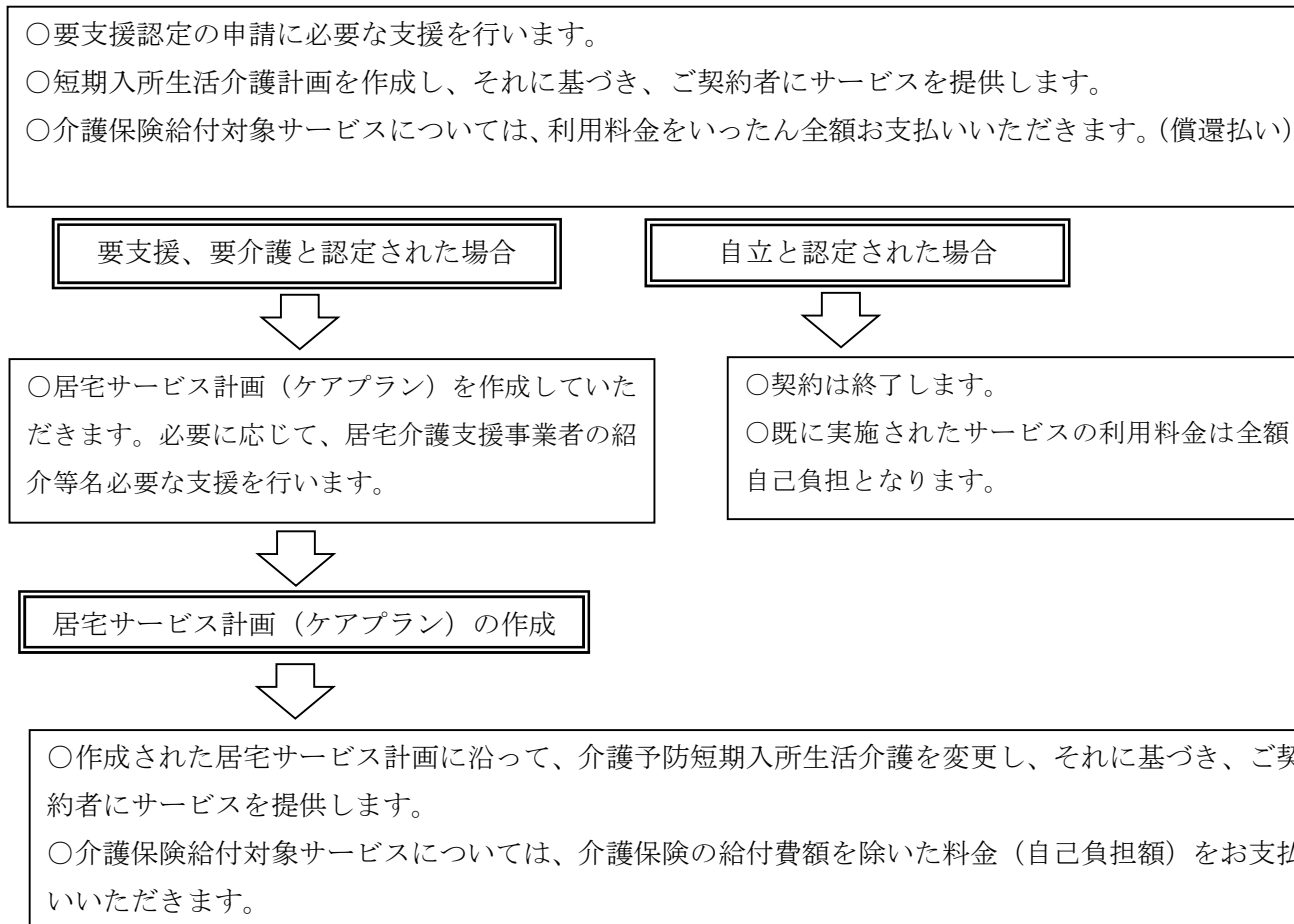 ○要支援認定の申請に必要な支援を行います。
○短期入所生活介護計画を作成し、それに基づき、ご契約者にサービスを提供します。
○介護保険給付対象サービスについては、利用料金をいったん全額お支払いいただきます。（償還払い）
要支援、要介護と認定された場合
自立と認定された場合
○居宅サービス計画（ケアプラン）を作成していた
だきます。必要に応じて、居宅介護支援事業者の紹
介等名必要な支援を行います。
○契約は終了します。
○既に実施されたサービスの利用料金は全額
自己負担となります。
居宅サービス計画（ケアプラン）の作成
○作成された居宅サービス計画に沿って、介護予防短期入所生活介護を変更し、それに基づき、ご契
約者にサービスを提供します。
○介護保険給付対象サービスについては、介護保険の給付費額を除いた料金（自己負担額）をお支払
いいただきます。